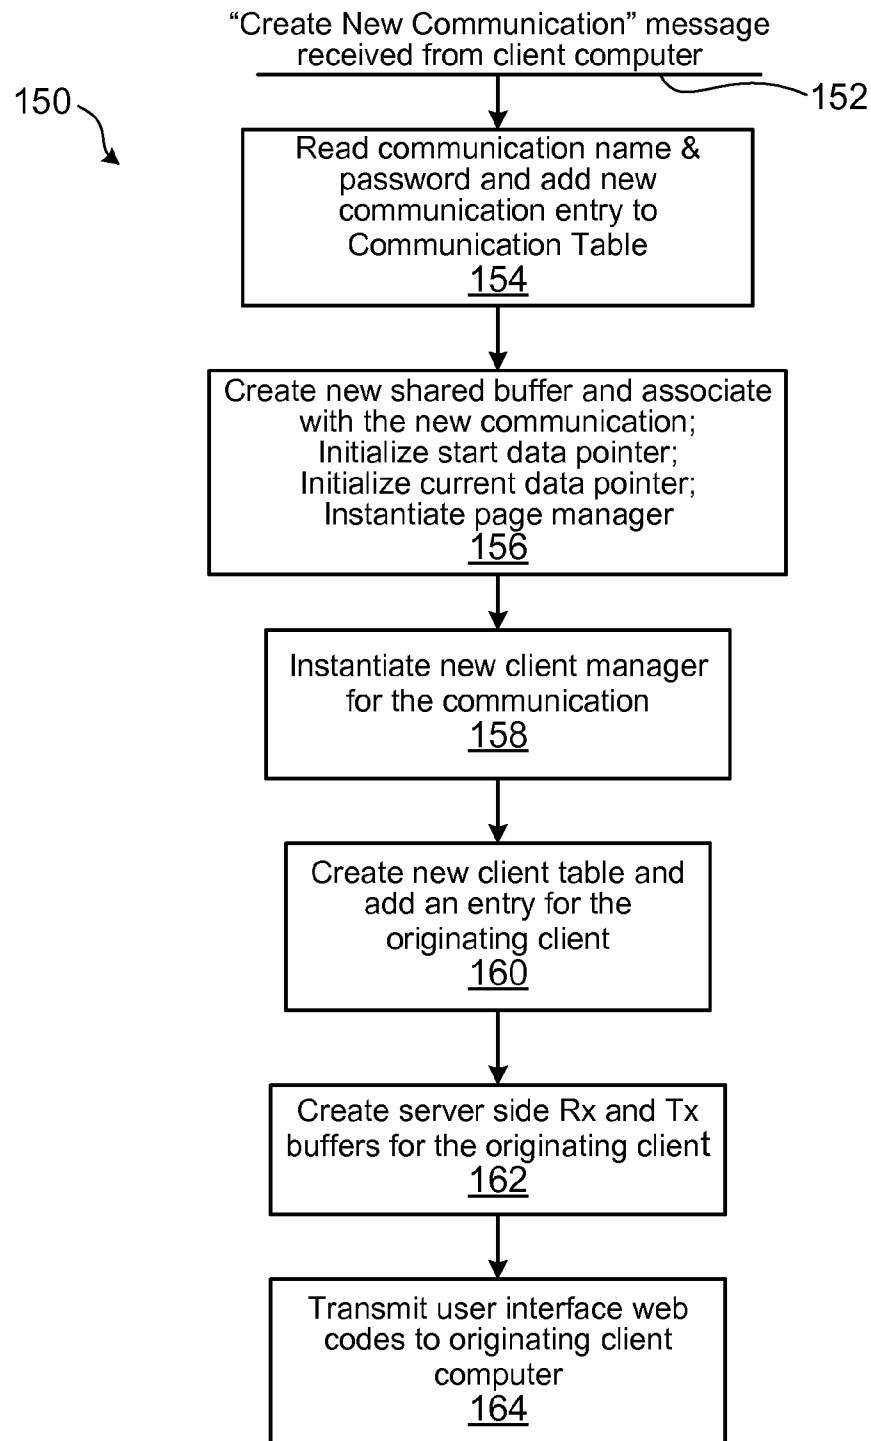 “Create New Communication” message
received from client computer
150
152
Read communication name &
password and add new
communication entry to
Communication Table
154
Create new shared buffer and associate
with the new communication;
Initialize start data pointer;
Initialize current data pointer;
Instantiate page manager
156
Instantiate new client manager
for the communication
158
Create new client table and
add an entry for the
originating client
160
Create server side Rx and Tx
buffers for the originating client
162
Transmit user interface web
codes to originating client
computer
164